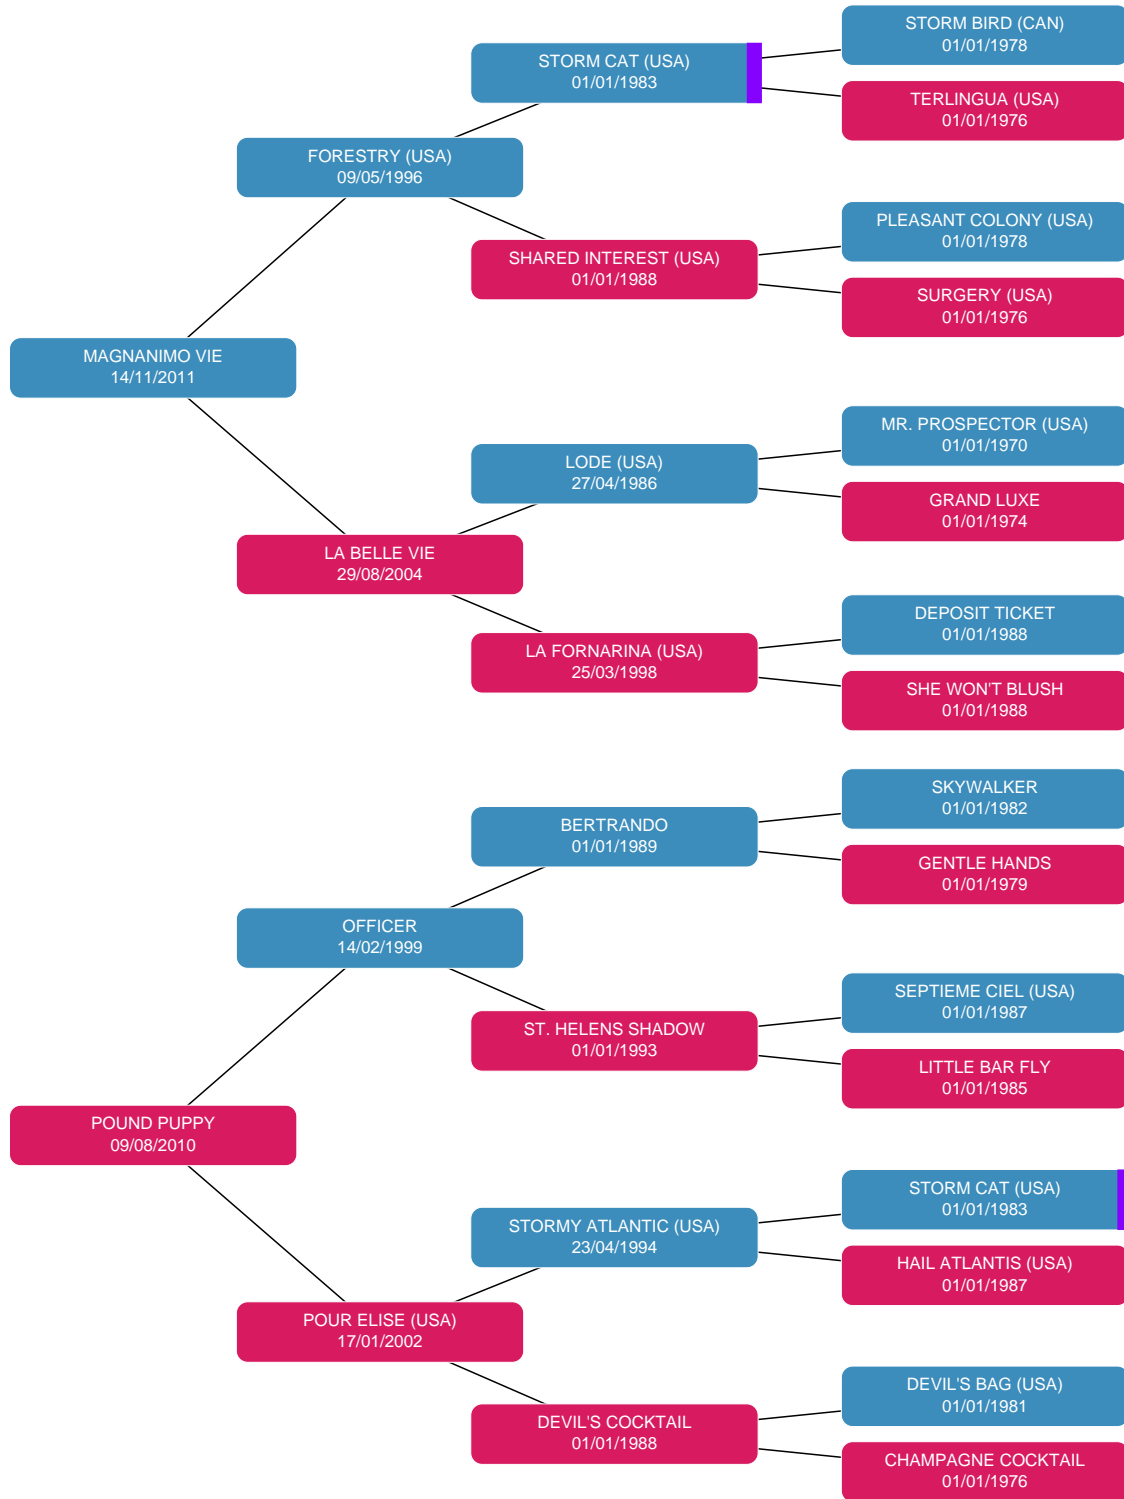 STORM BIRD (CAN)
01/01/1978
STORM CAT (USA)
01/01/1983
TERLINGUA (USA)
01/01/1976
FORESTRY (USA)
09/05/1996
PLEASANT COLONY (USA)
01/01/1978
SHARED INTEREST (USA)
01/01/1988
SURGERY (USA)
01/01/1976
MAGNANIMO VIE
14/11/2011
MR. PROSPECTOR (USA)
01/01/1970
LODE (USA)
27/04/1986
GRAND LUXE
01/01/1974
LA BELLE VIE
29/08/2004
DEPOSIT TICKET
01/01/1988
LA FORNARINA (USA)
25/03/1998
SHE WON'T BLUSH
01/01/1988
SKYWALKER
01/01/1982
BERTRANDO
01/01/1989
GENTLE HANDS
01/01/1979
OFFICER
14/02/1999
SEPTIEME CIEL (USA)
01/01/1987
ST. HELENS SHADOW
01/01/1993
LITTLE BAR FLY
01/01/1985
POUND PUPPY
09/08/2010
STORM CAT (USA)
01/01/1983
STORMY ATLANTIC (USA)
23/04/1994
HAIL ATLANTIS (USA)
01/01/1987
POUR ELISE (USA)
17/01/2002
DEVIL'S BAG (USA)
01/01/1981
DEVIL'S COCKTAIL
01/01/1988
CHAMPAGNE COCKTAIL
01/01/1976